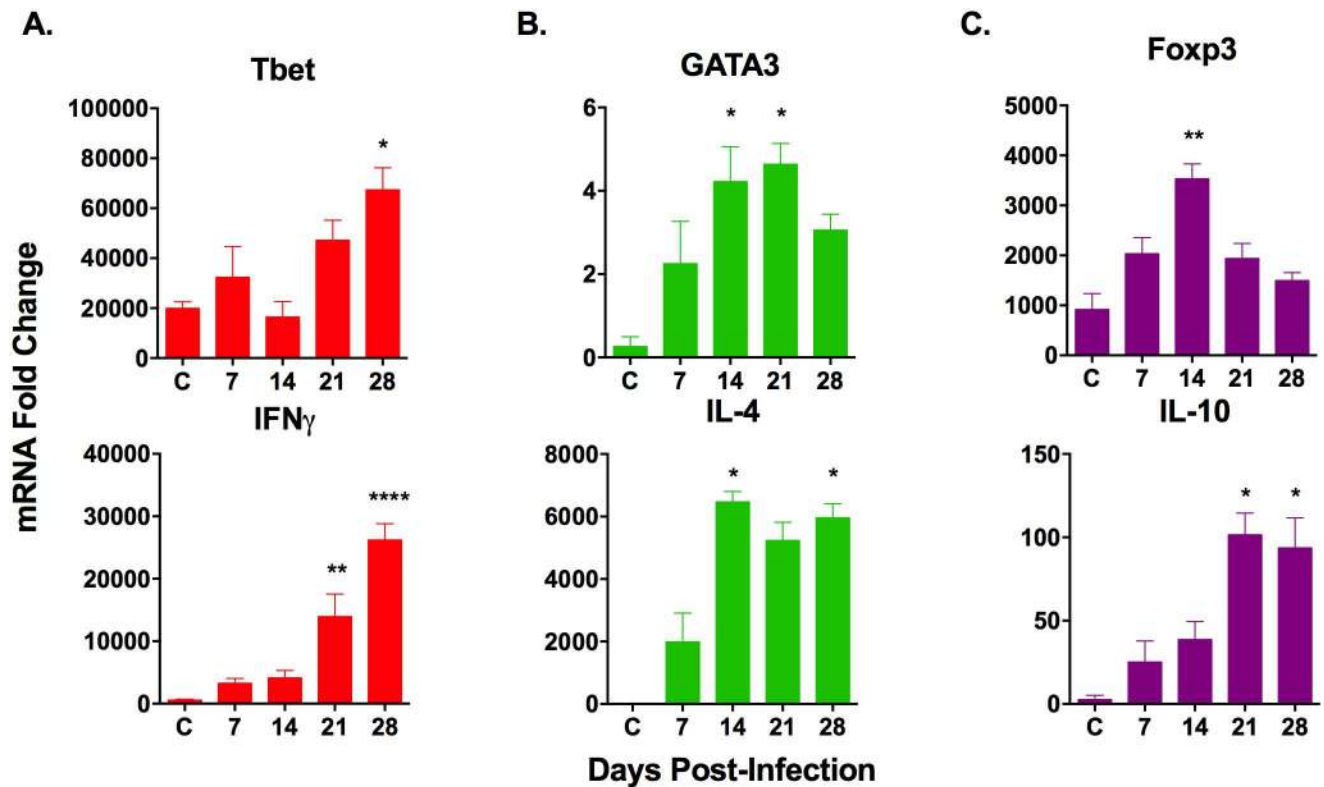 A.
Tbet
100000
*
80000
60000
40000
20000
0
C 7 14 21 28
IFNγ
40000
****
30000
**
20000
10000
0
C 7 14 21 28
mRNA Fold Change
B.
GATA3
6
* *
4
2
0
C 7 14 21 28
IL-4
8000
* *
6000
4000
2000
0
C 7 14 21 28
Days Post-Infection
C.
Foxp3
5000
**
4000
3000
2000
1000
0
C 7 14 21 28
IL-10
150
* *
100
50
0
C 7 14 21 28